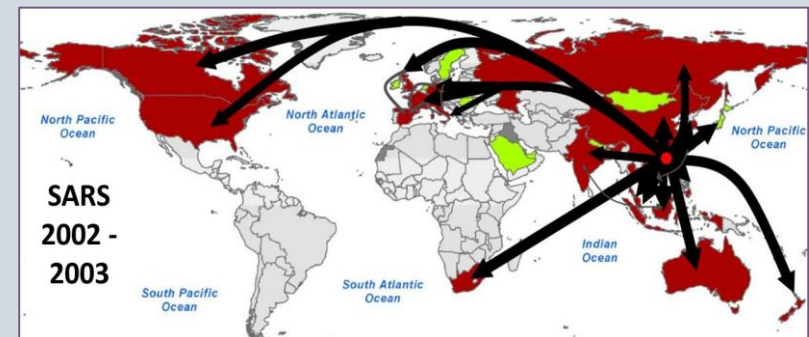 North Pacific
Ocean
North Atlantic
Ocean
North Pacific
Ocean
SARS
2002 -
2003
Indian
Ocean
South Pacific
Ocean
South Atlantic
Ocean